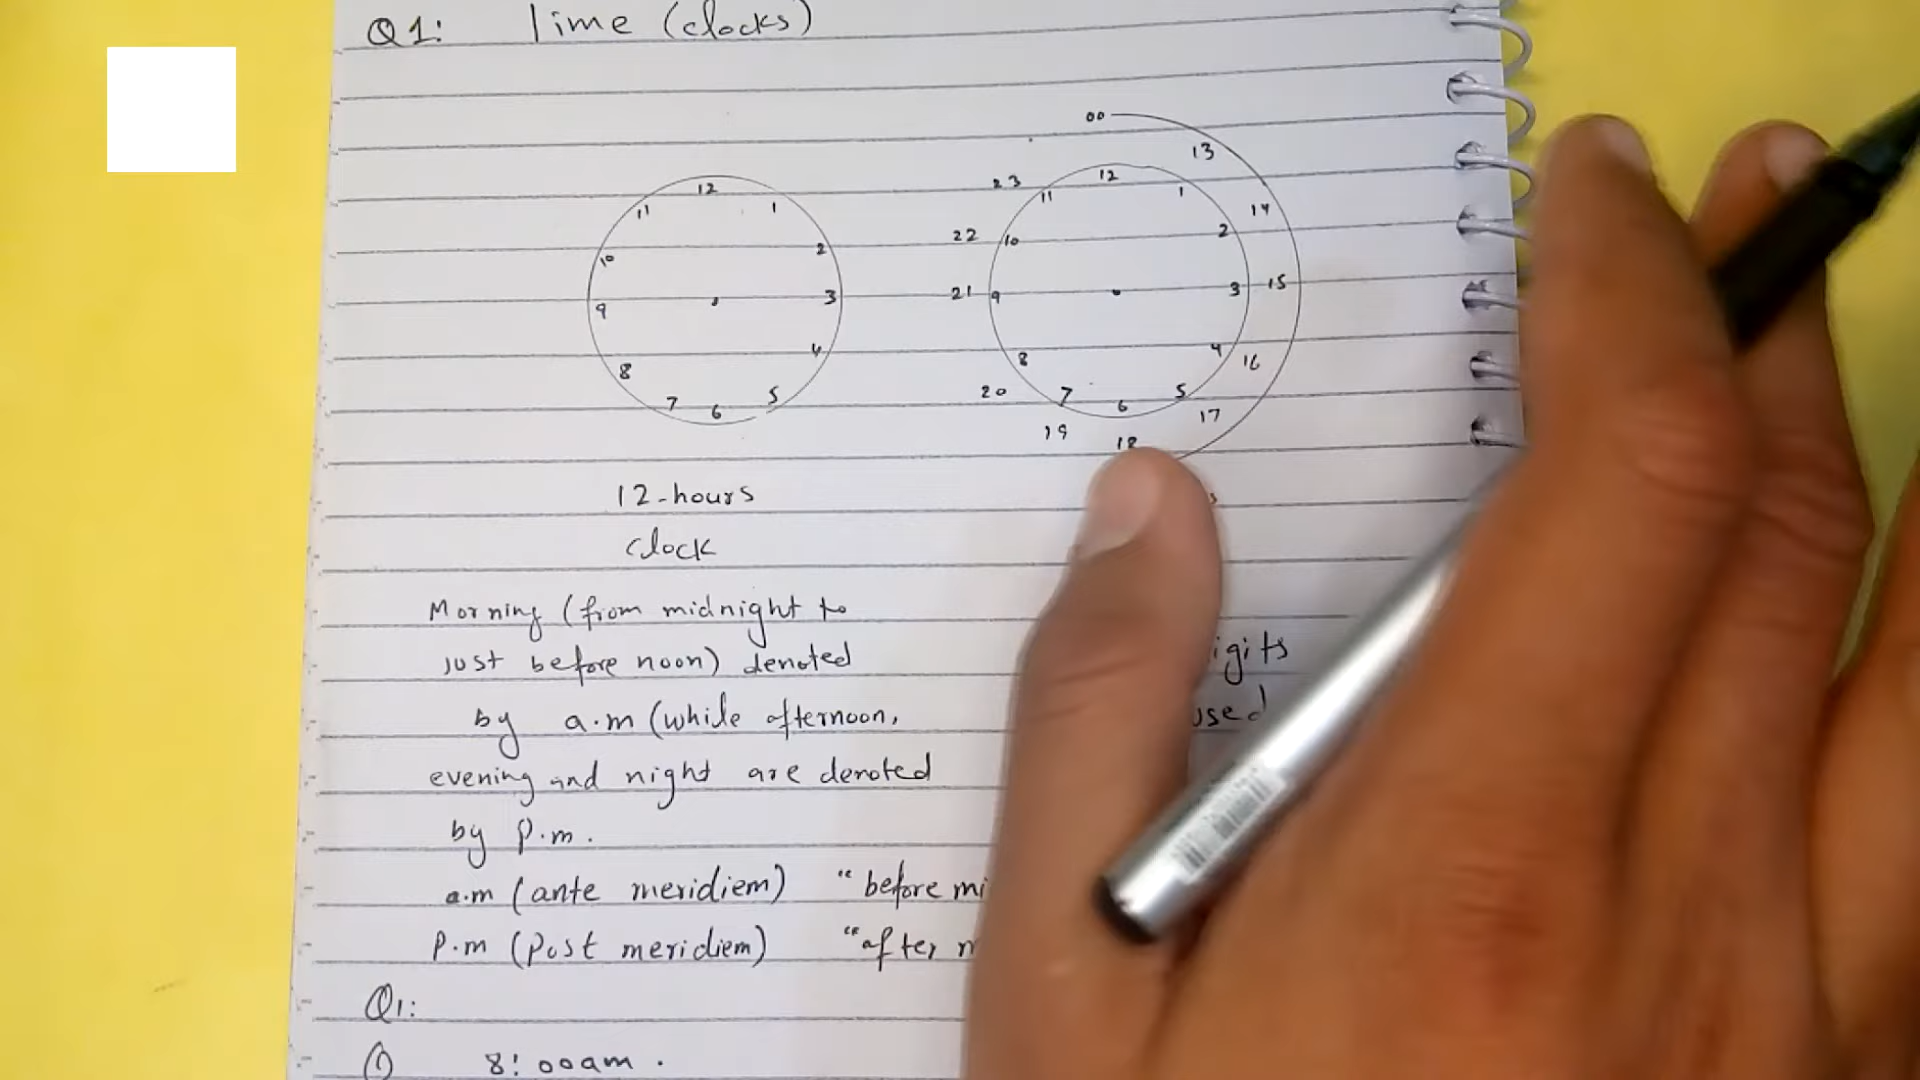 Q1: Time (clocks)
12
11 1
10 2
9 3
8 4
7 6 5
00
13
23 11 12 1 14
22 10 2
21 9 3 15
8 4 16
20 7 6 5 17
19 18
12-hours
clock
Morning (from midnight to
just before noon) denoted
igits
by a.m (while afternoon,
used
evening and night are denoted
by p.m.
a.m (ante meridiem) "before mi
P.m (Post meridiem) "after
Q1:
① 8:00am.